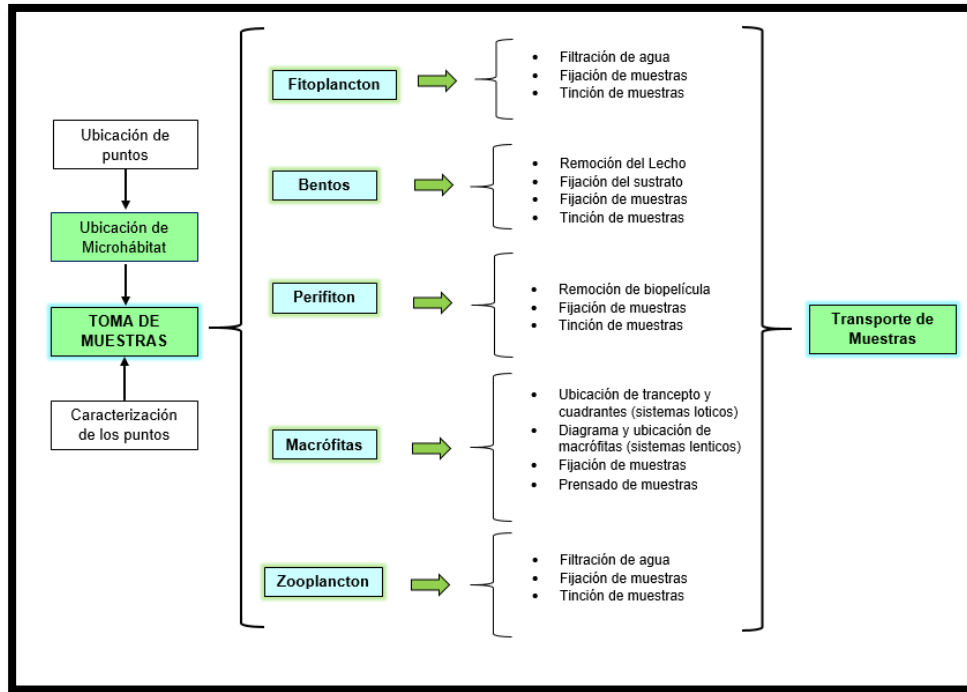 Ubicación de
puntos
Ubicación de
Microhábitat
TOMA DE
MUESTRAS
Caracterización
de los puntos
Fitoplancton
• Filtración de agua
• Fijación de muestras
• Tinción de muestras
Bentos
• Remoción del Lecho
• Fijación del sustrato
• Fijación de muestras
• Tinción de muestras
Perifiton
• Remoción de biopelícula
• Fijación de muestras
• Tinción de muestras
Macrófitas
• Ubicación de trancepto y
cuadrantes (sistemas loticos)
• Diagrama y ubicación de
macrófitas (sistemas lenticos)
• Fijación de muestras
• Prensado de muestras
Zooplancton
• Filtración de agua
• Fijación de muestras
• Tinción de muestras
Transporte de
Muestras